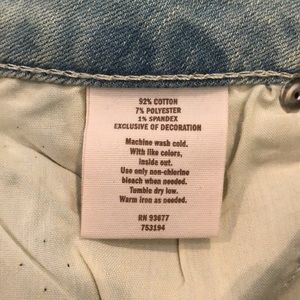 92% COTTON
7% POLYESTER
1% SPANDEX
EXCLUSIVE OF DECORATION
Machine wash cold.
With like colors,
inside out.
Use only non-chlorine
bleach when needed.
Tumble dry low.
Warm iron as needed.
RN 93677
753194